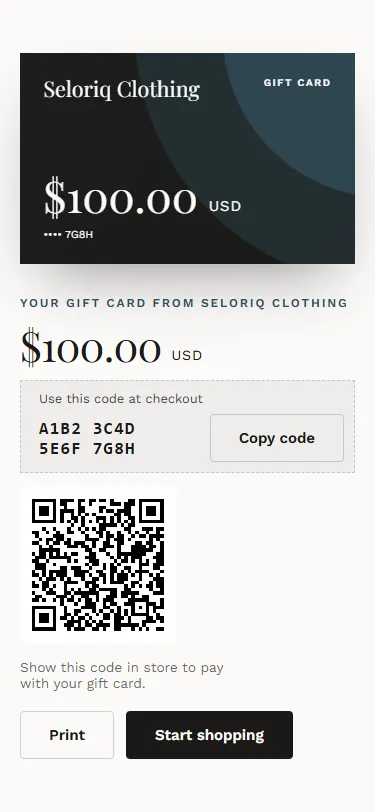 Seloriq Clothing
GIFT CARD
$100.00 USD
•••• 7G8H
YOUR GIFT CARD FROM SELORIQ CLOTHING
$100.00 USD
Use this code at checkout
A1B2 3C4D
5E6F 7G8H
Copy code
Show this code in store to pay
with your gift card.
Print
Start shopping